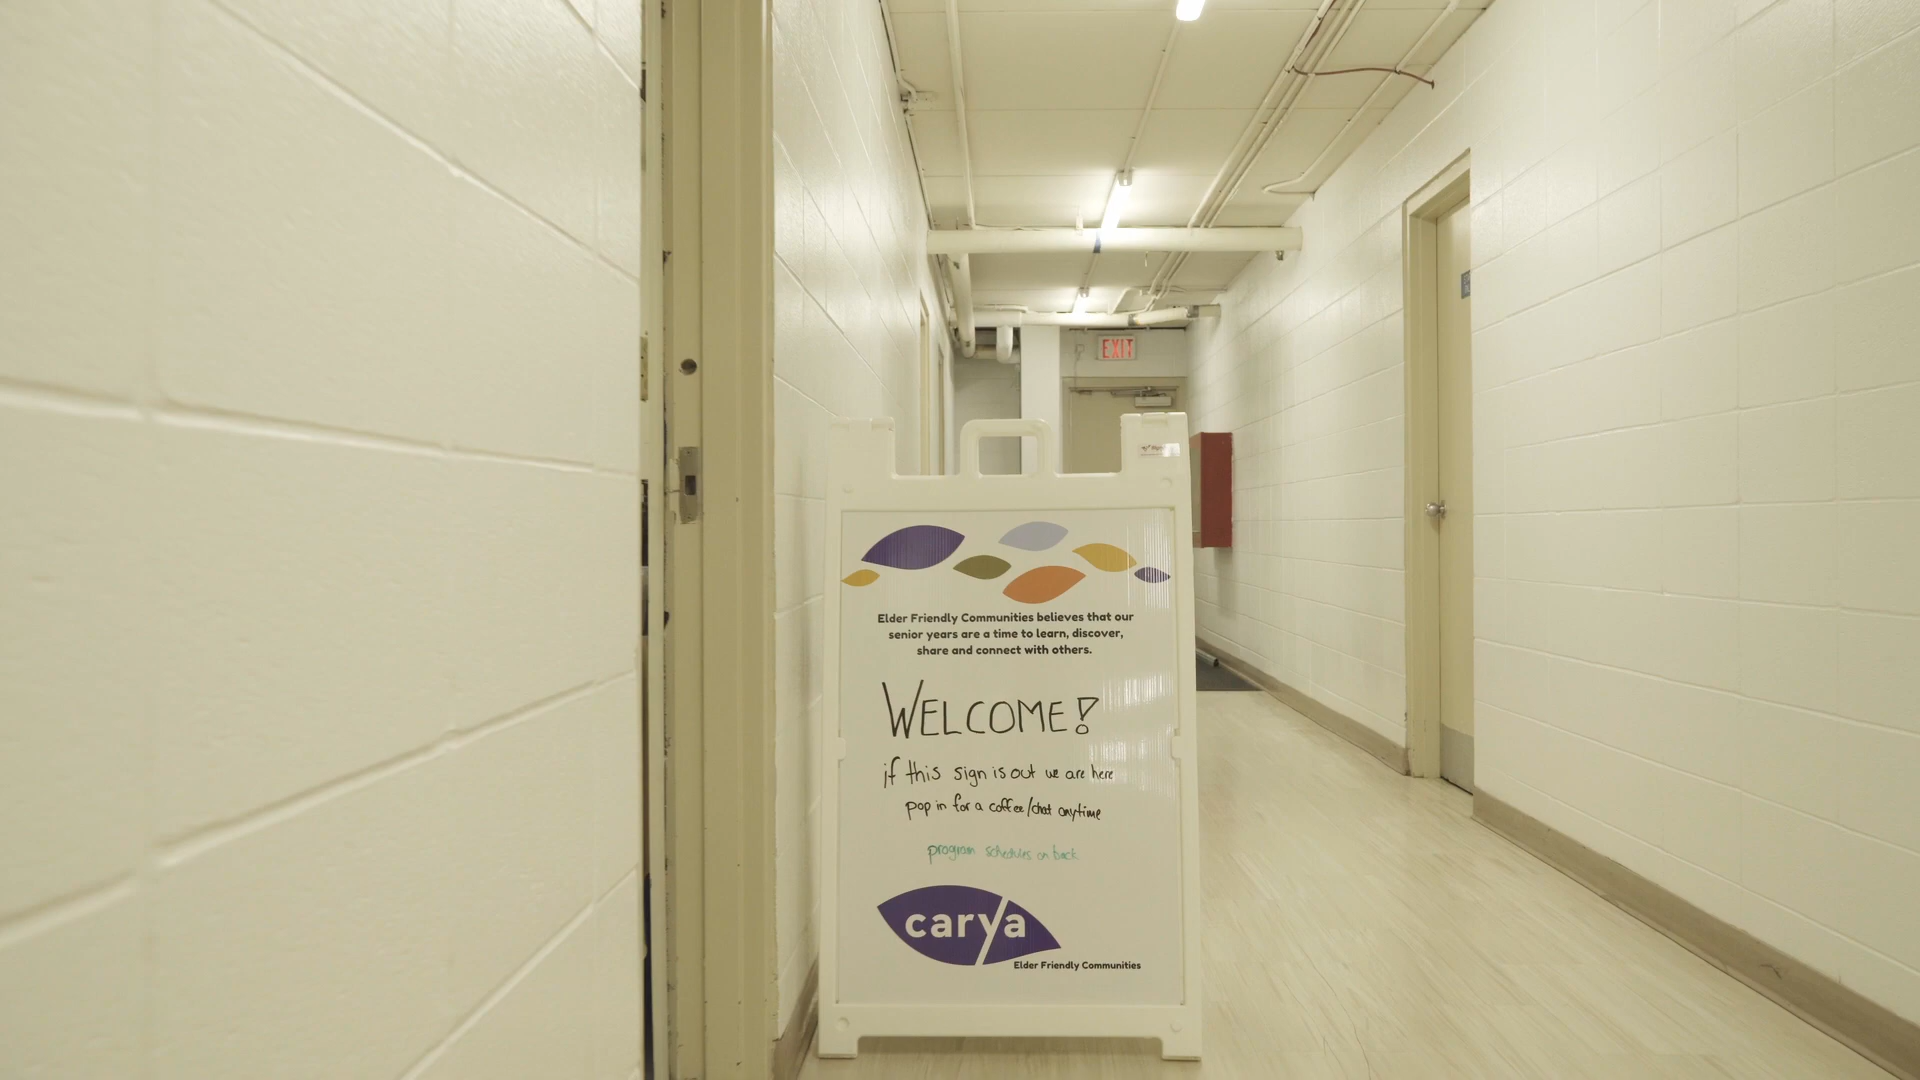 EXIT
Elder Friendly Communities believes that our
senior years are a time to learn, discover,
share and connect with others.
WELCOME!
if this sign is out we are here
pop in for a coffee/chat anytime
program schedules on back
carya
Elder Friendly Communities